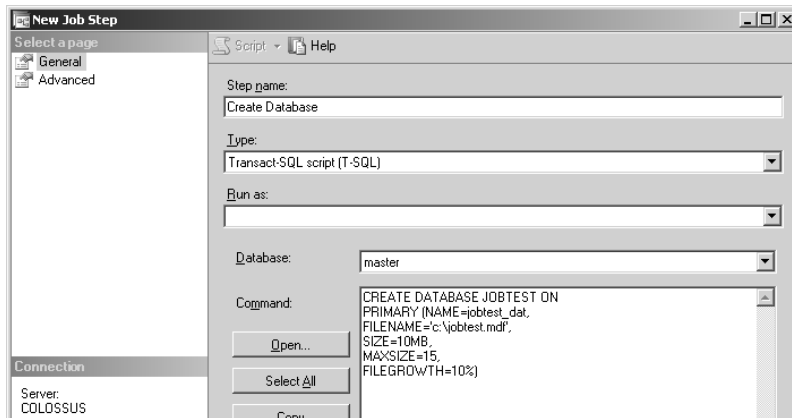 New Job Step
Select a page
General
Advanced
Script
Help
Step name:
Create Database
Type:
Transact-SQL script (T-SQL)
Run as:
Database:
master
Command:
CREATE DATABASE JOBTEST ON
PRIMARY (NAME=jobtest_dat,
FILENAME='c:\jobtest.mdf',
SIZE=10MB,
MAXSIZE=15,
FILEGROWTH=10%)
Open...
Select All
Copy
Connection
Server:
COLOSSUS